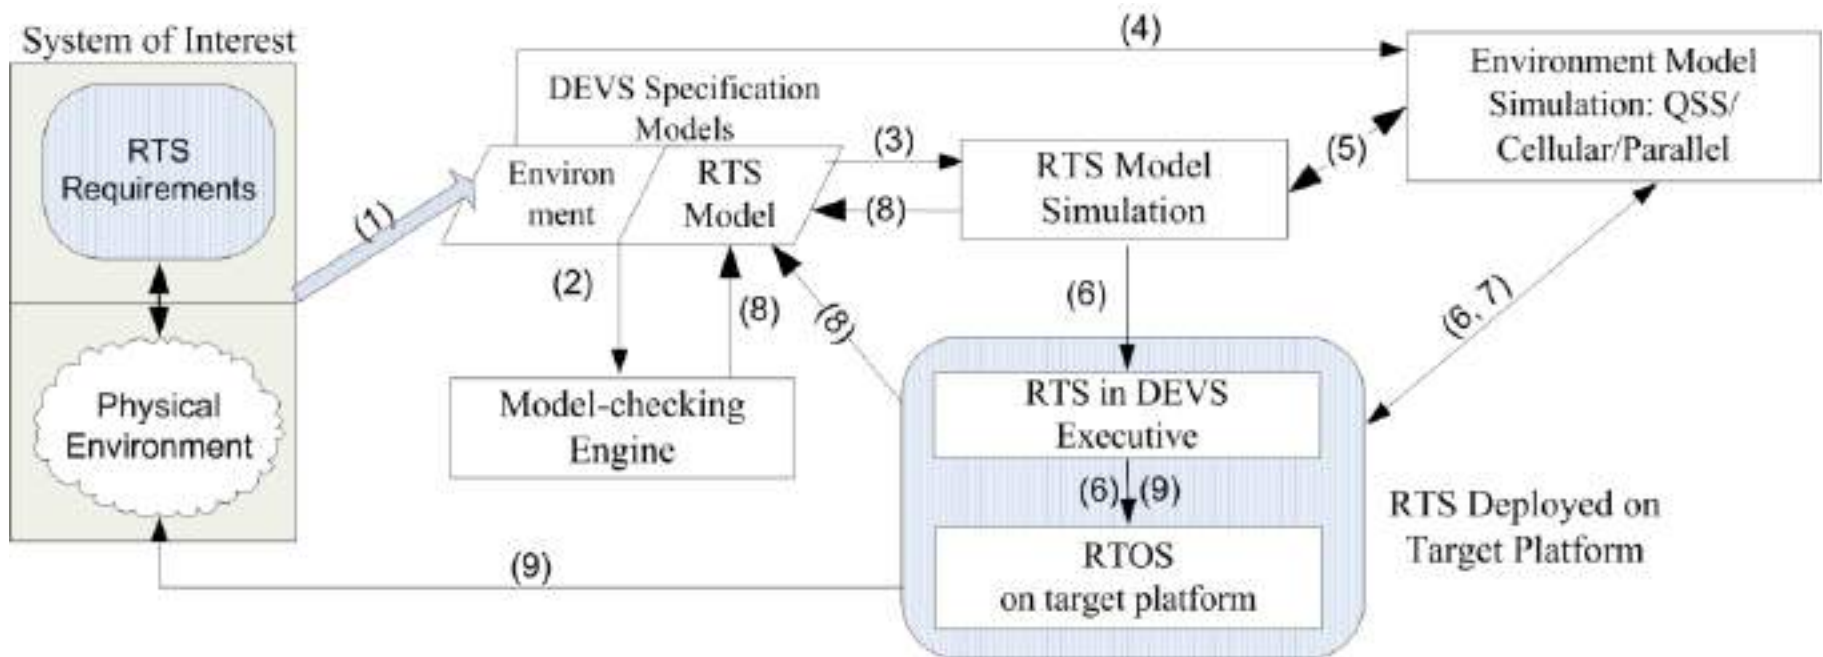 System of Interest
RTS
Requirements
Physical
Environment
(1)
DEVS Specification
Models
Environ
ment
RTS
Model
(2)
(8)
Model-checking
Engine
(3)
(8)
(8)
(4)
RTS Model
Simulation
(5)
Environment Model
Simulation: QSS/
Cellular/Parallel
(6)
(6, 7)
RTS in DEVS
Executive
(6)
(9)
RTOS
on target platform
RTS Deployed on
Target Platform
(9)